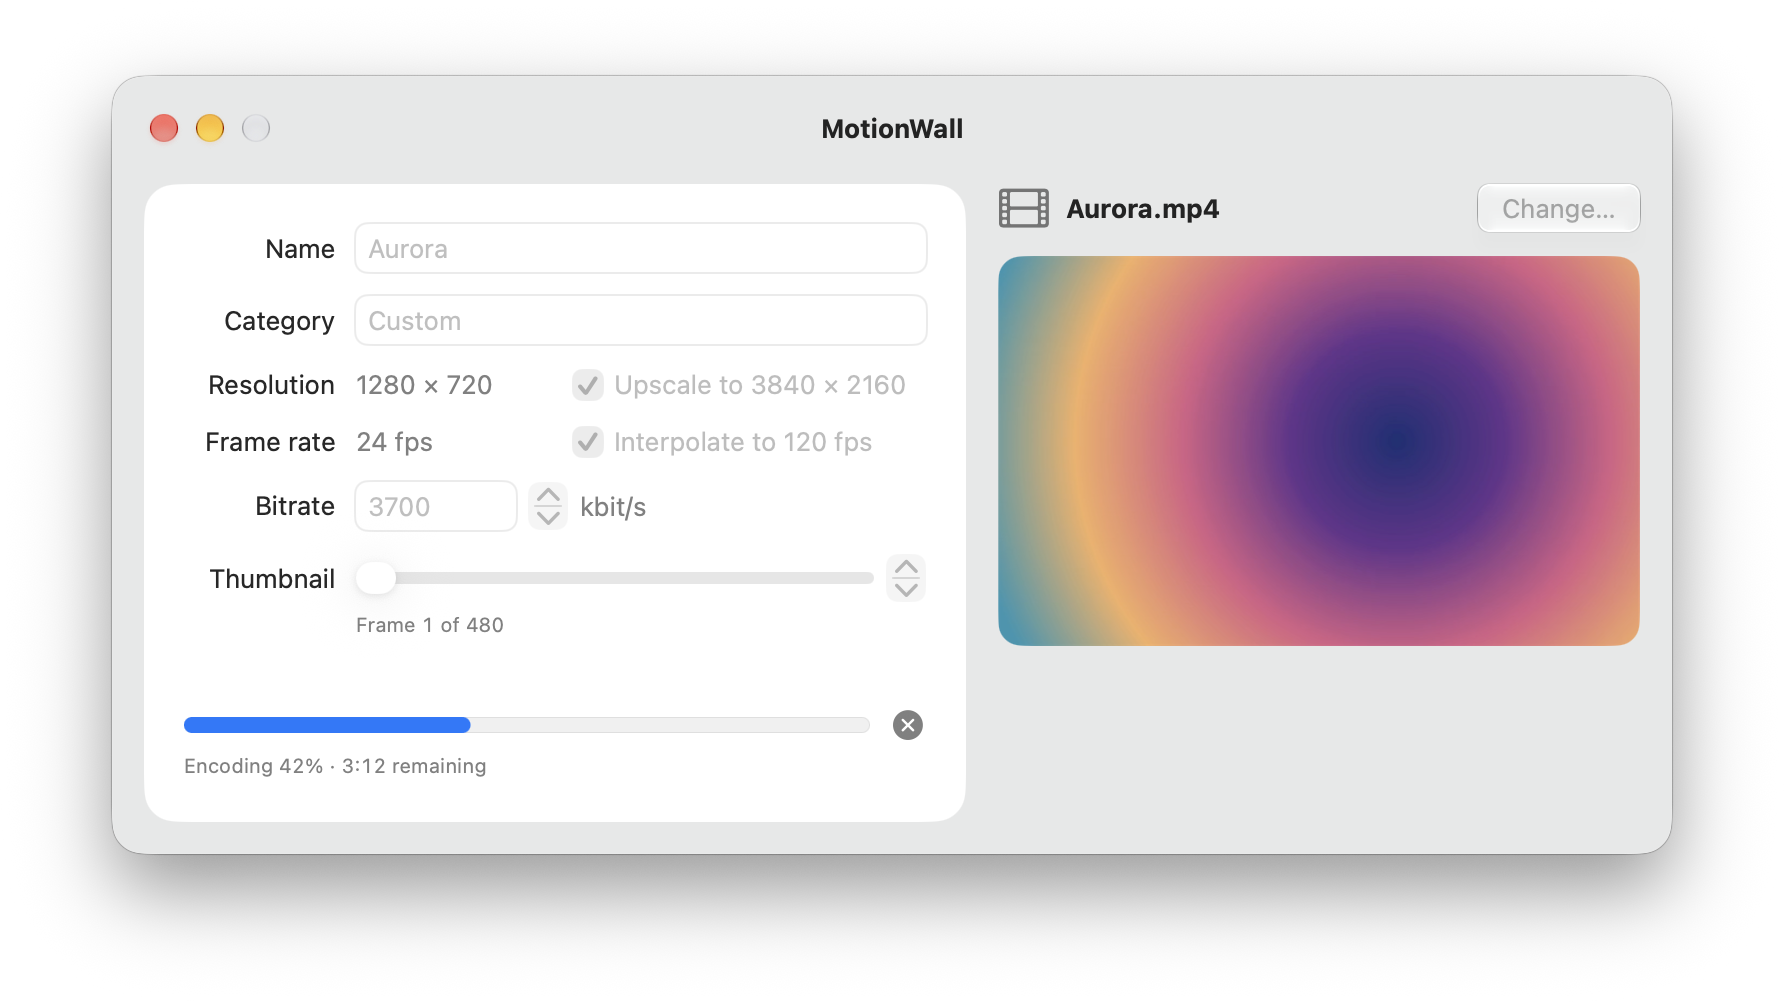 MotionWall
Name Aurora
Category Custom
Resolution 1280 × 720 Upscale to 3840 × 2160
Frame rate 24 fps Interpolate to 120 fps
Bitrate 3700 kbit/s
Thumbnail
Frame 1 of 480
Encoding 42% · 3:12 remaining
Aurora.mp4 Change...